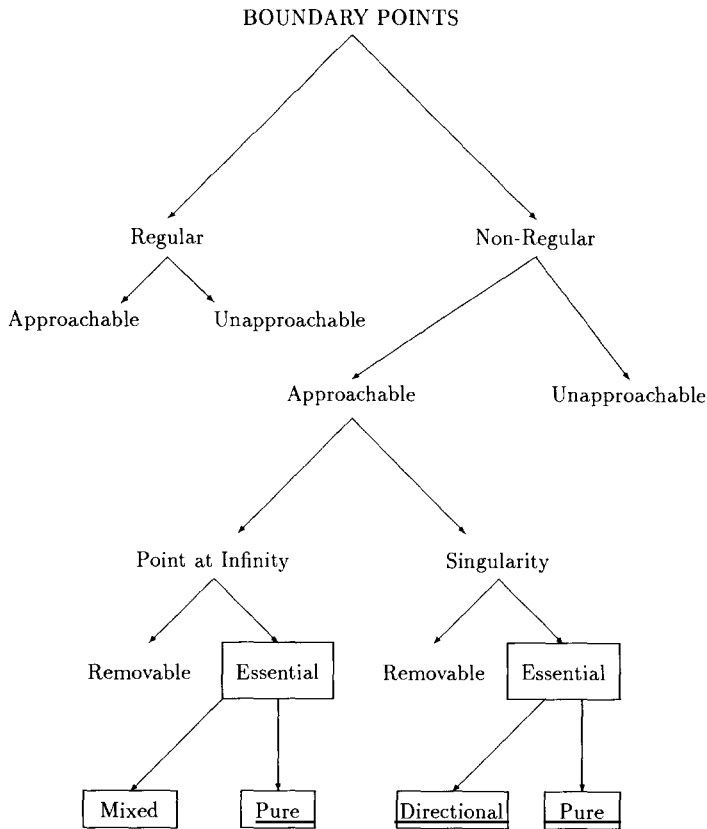 BOUNDARY POINTS
Regular Non-Regular
Approachable Unapproachable
Approachable Unapproachable
Point at Infinity Singularity
Removable Essential Removable Essential
Mixed Pure Directional Pure